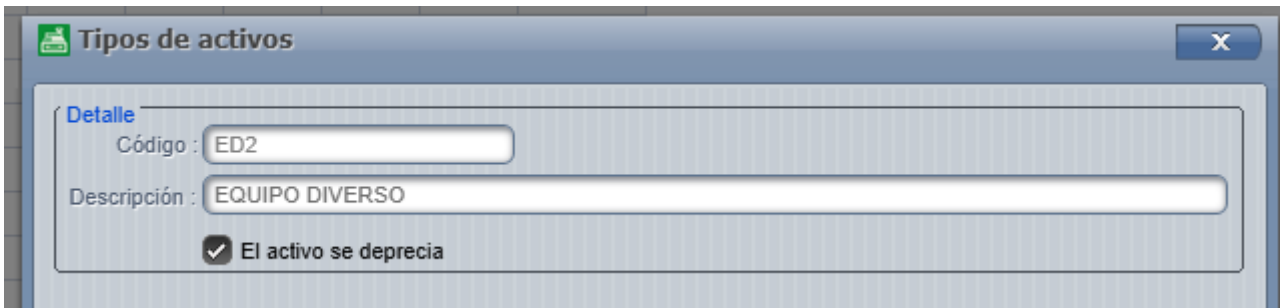 Tipos de activos
x
Detalle
Código : ED2
Descripción : EQUIPO DIVERSO
El activo se deprecia